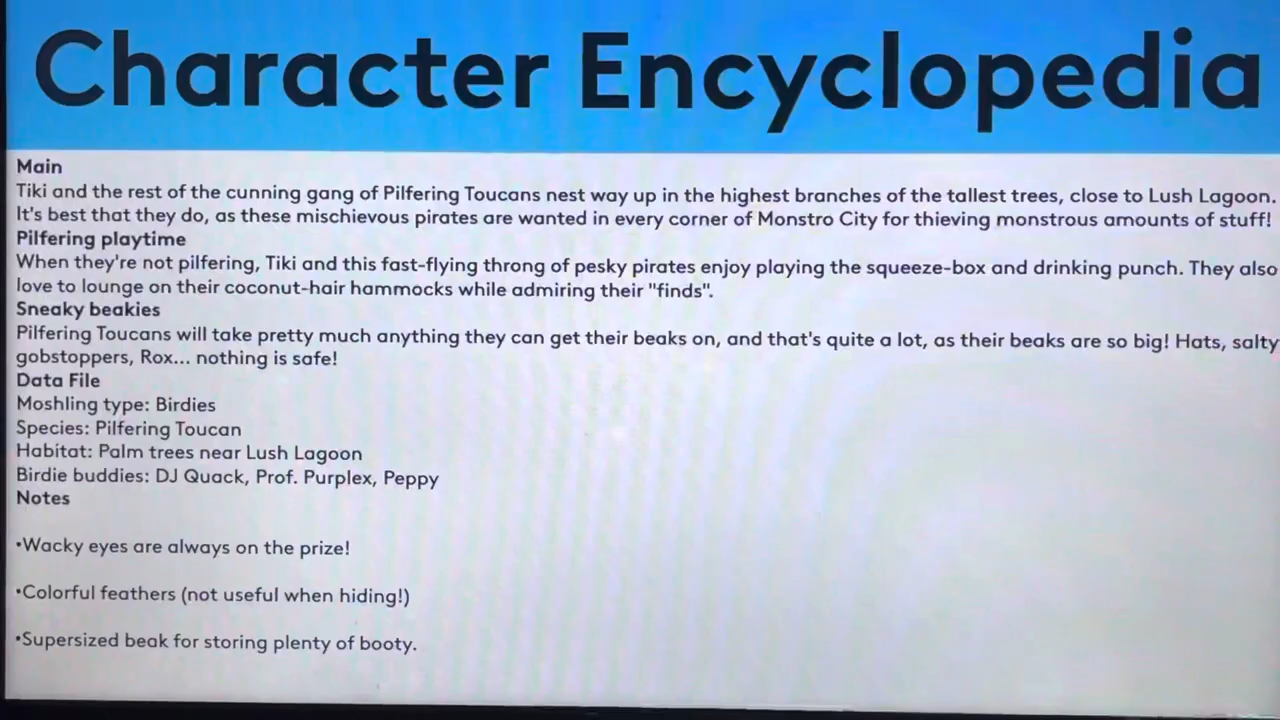 Character Encyclopedia
Main
Tiki and the rest of the cunning gang of Pilfering Toucans nest way up in the highest branches of the tallest trees, close to Lush Lagoon.
It's best that they do, as these mischievous pirates are wanted in every corner of Monstro City for thieving monstrous amounts of stuff!
Pilfering playtime
When they're not pilfering, Tiki and this fast-flying throng of pesky pirates enjoy playing the squeeze-box and drinking punch. They also
love to lounge on their coconut-hair hammocks while admiring their "finds".
Sneaky beakies
Pilfering Toucans will take pretty much anything they can get their beaks on, and that's quite a lot, as their beaks are so big! Hats, salty
gobstoppers, Rox... nothing is safe!
Data File
Moshling type: Birdies
Species: Pilfering Toucan
Habitat: Palm trees near Lush Lagoon
Birdie buddies: DJ Quack, Prof. Purplex, Peppy
Notes
•Wacky eyes are always on the prize!
•Colorful feathers (not useful when hiding!)
•Supersized beak for storing plenty of booty.